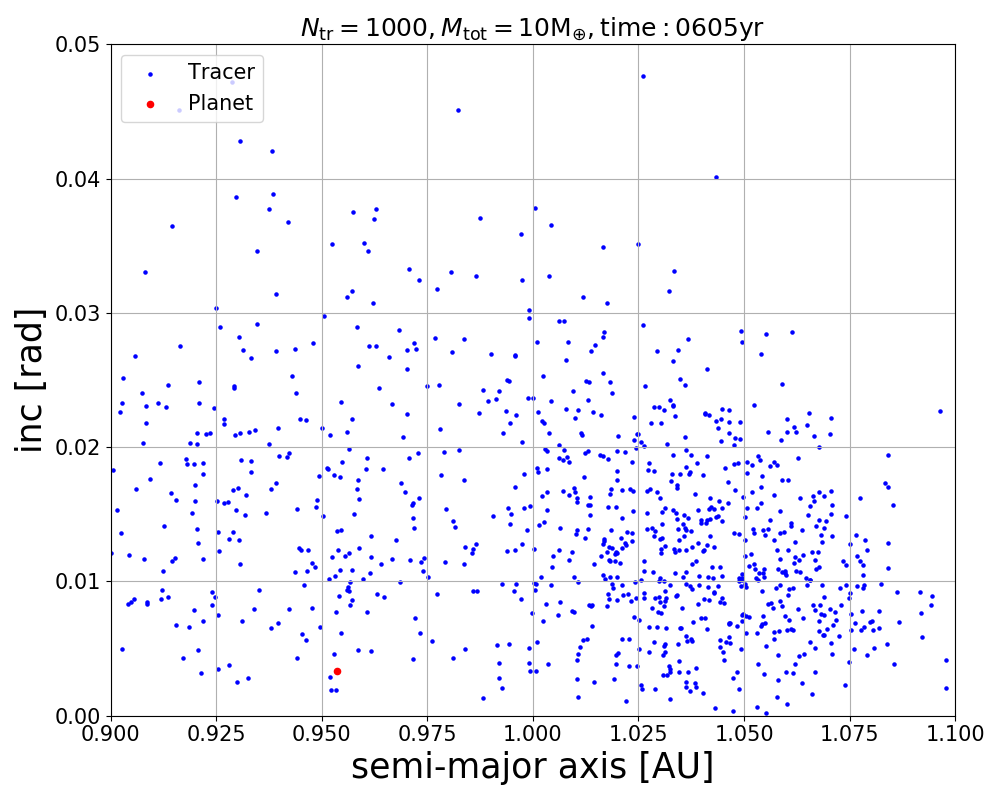 N_tr = 1000, M_tot = 10M_⊕, time : 0605yr
Tracer
Planet
0.05
0.04
0.03
0.02
0.01
0.00
inc [rad]
0.900 0.925 0.950 0.975 1.000 1.025 1.050 1.075 1.100
semi-major axis [AU]